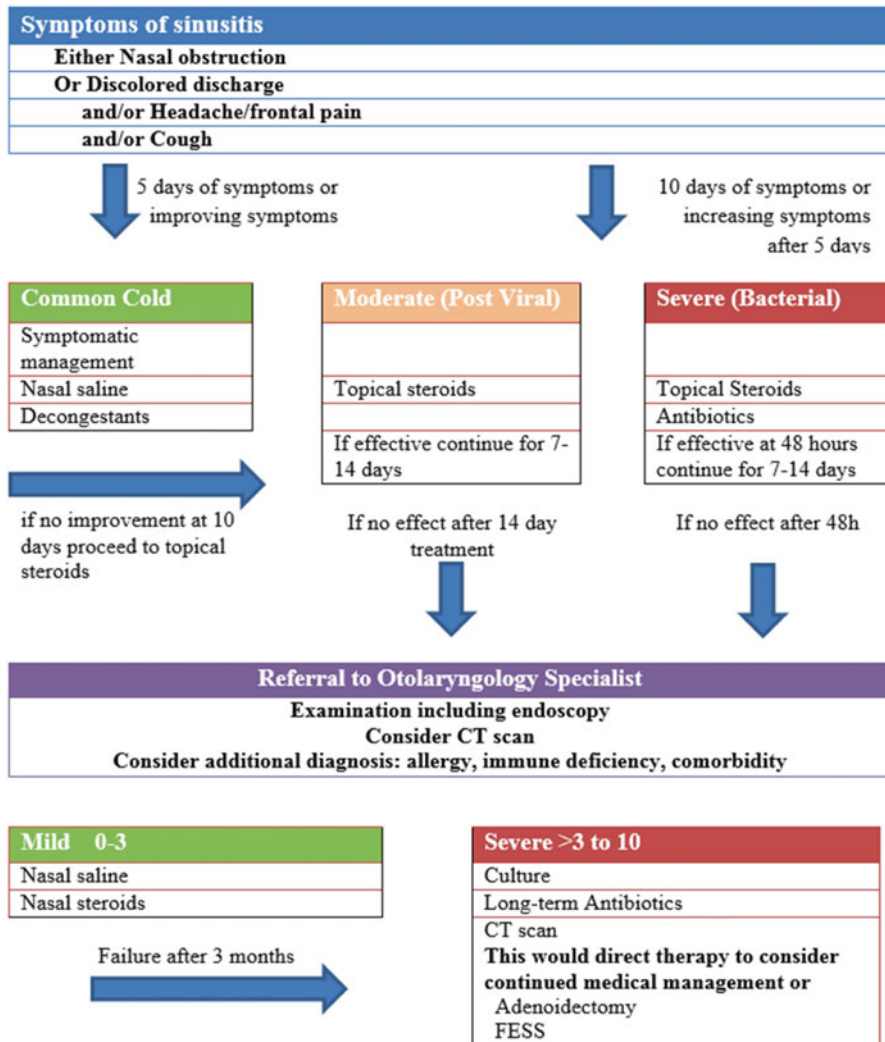 Symptoms of sinusitis
Either Nasal obstruction
Or Discolored discharge
and/or Headache/frontal pain
and/or Cough
5 days of symptoms or
improving symptoms
10 days of symptoms or
increasing symptoms
after 5 days
Common Cold
Symptomatic
management
Nasal saline
Decongestants
Moderate (Post Viral)
Topical steroids
If effective continue for 7-
14 days
Severe (Bacterial)
Topical Steroids
Antibiotics
If effective at 48 hours
continue for 7-14 days
if no improvement at 10
days proceed to topical
steroids
If no effect after 14 day
treatment
If no effect after 48h
Referral to Otolaryngology Specialist
Examination including endoscopy
Consider CT scan
Consider additional diagnosis: allergy, immune deficiency, comorbidity
Mild 0-3
Nasal saline
Nasal steroids
Failure after 3 months
Severe >3 to 10
Culture
Long-term Antibiotics
CT scan
This would direct therapy to consider
continued medical management or
Adenoidectomy
FESS